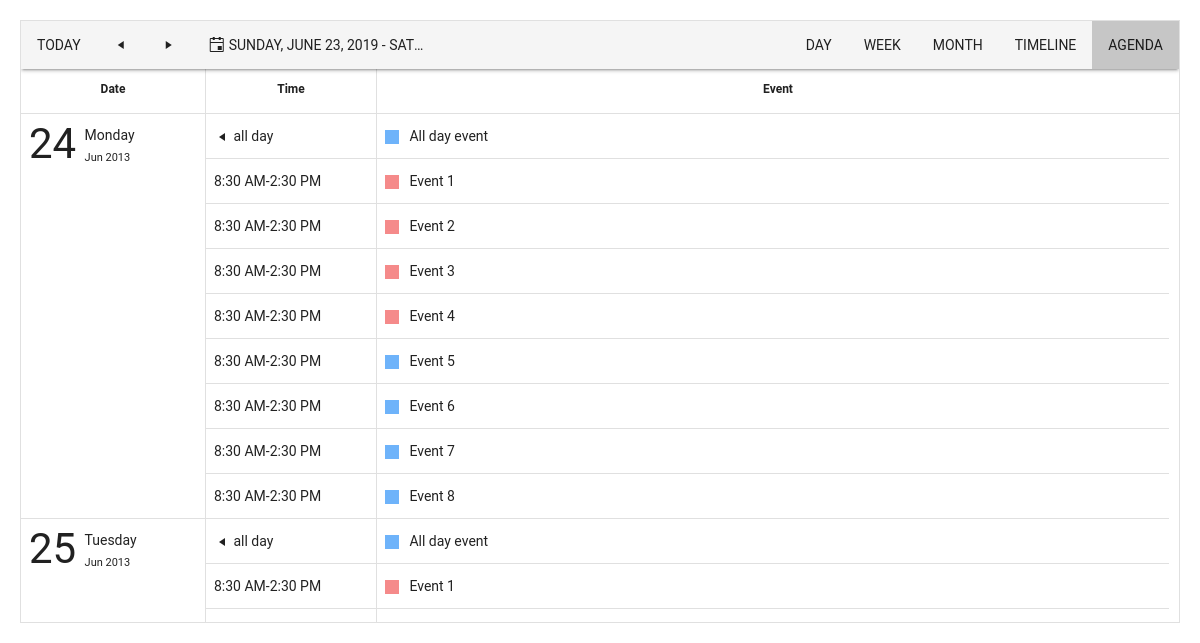 TODAY SUNDAY, JUNE 23, 2019 - SAT… DAY WEEK MONTH TIMELINE AGENDA
Date Time Event
24 Monday
Jun 2013
all day All day event
8:30 AM-2:30 PM Event 1
8:30 AM-2:30 PM Event 2
8:30 AM-2:30 PM Event 3
8:30 AM-2:30 PM Event 4
8:30 AM-2:30 PM Event 5
8:30 AM-2:30 PM Event 6
8:30 AM-2:30 PM Event 7
8:30 AM-2:30 PM Event 8
25 Tuesday
Jun 2013
all day All day event
8:30 AM-2:30 PM Event 1